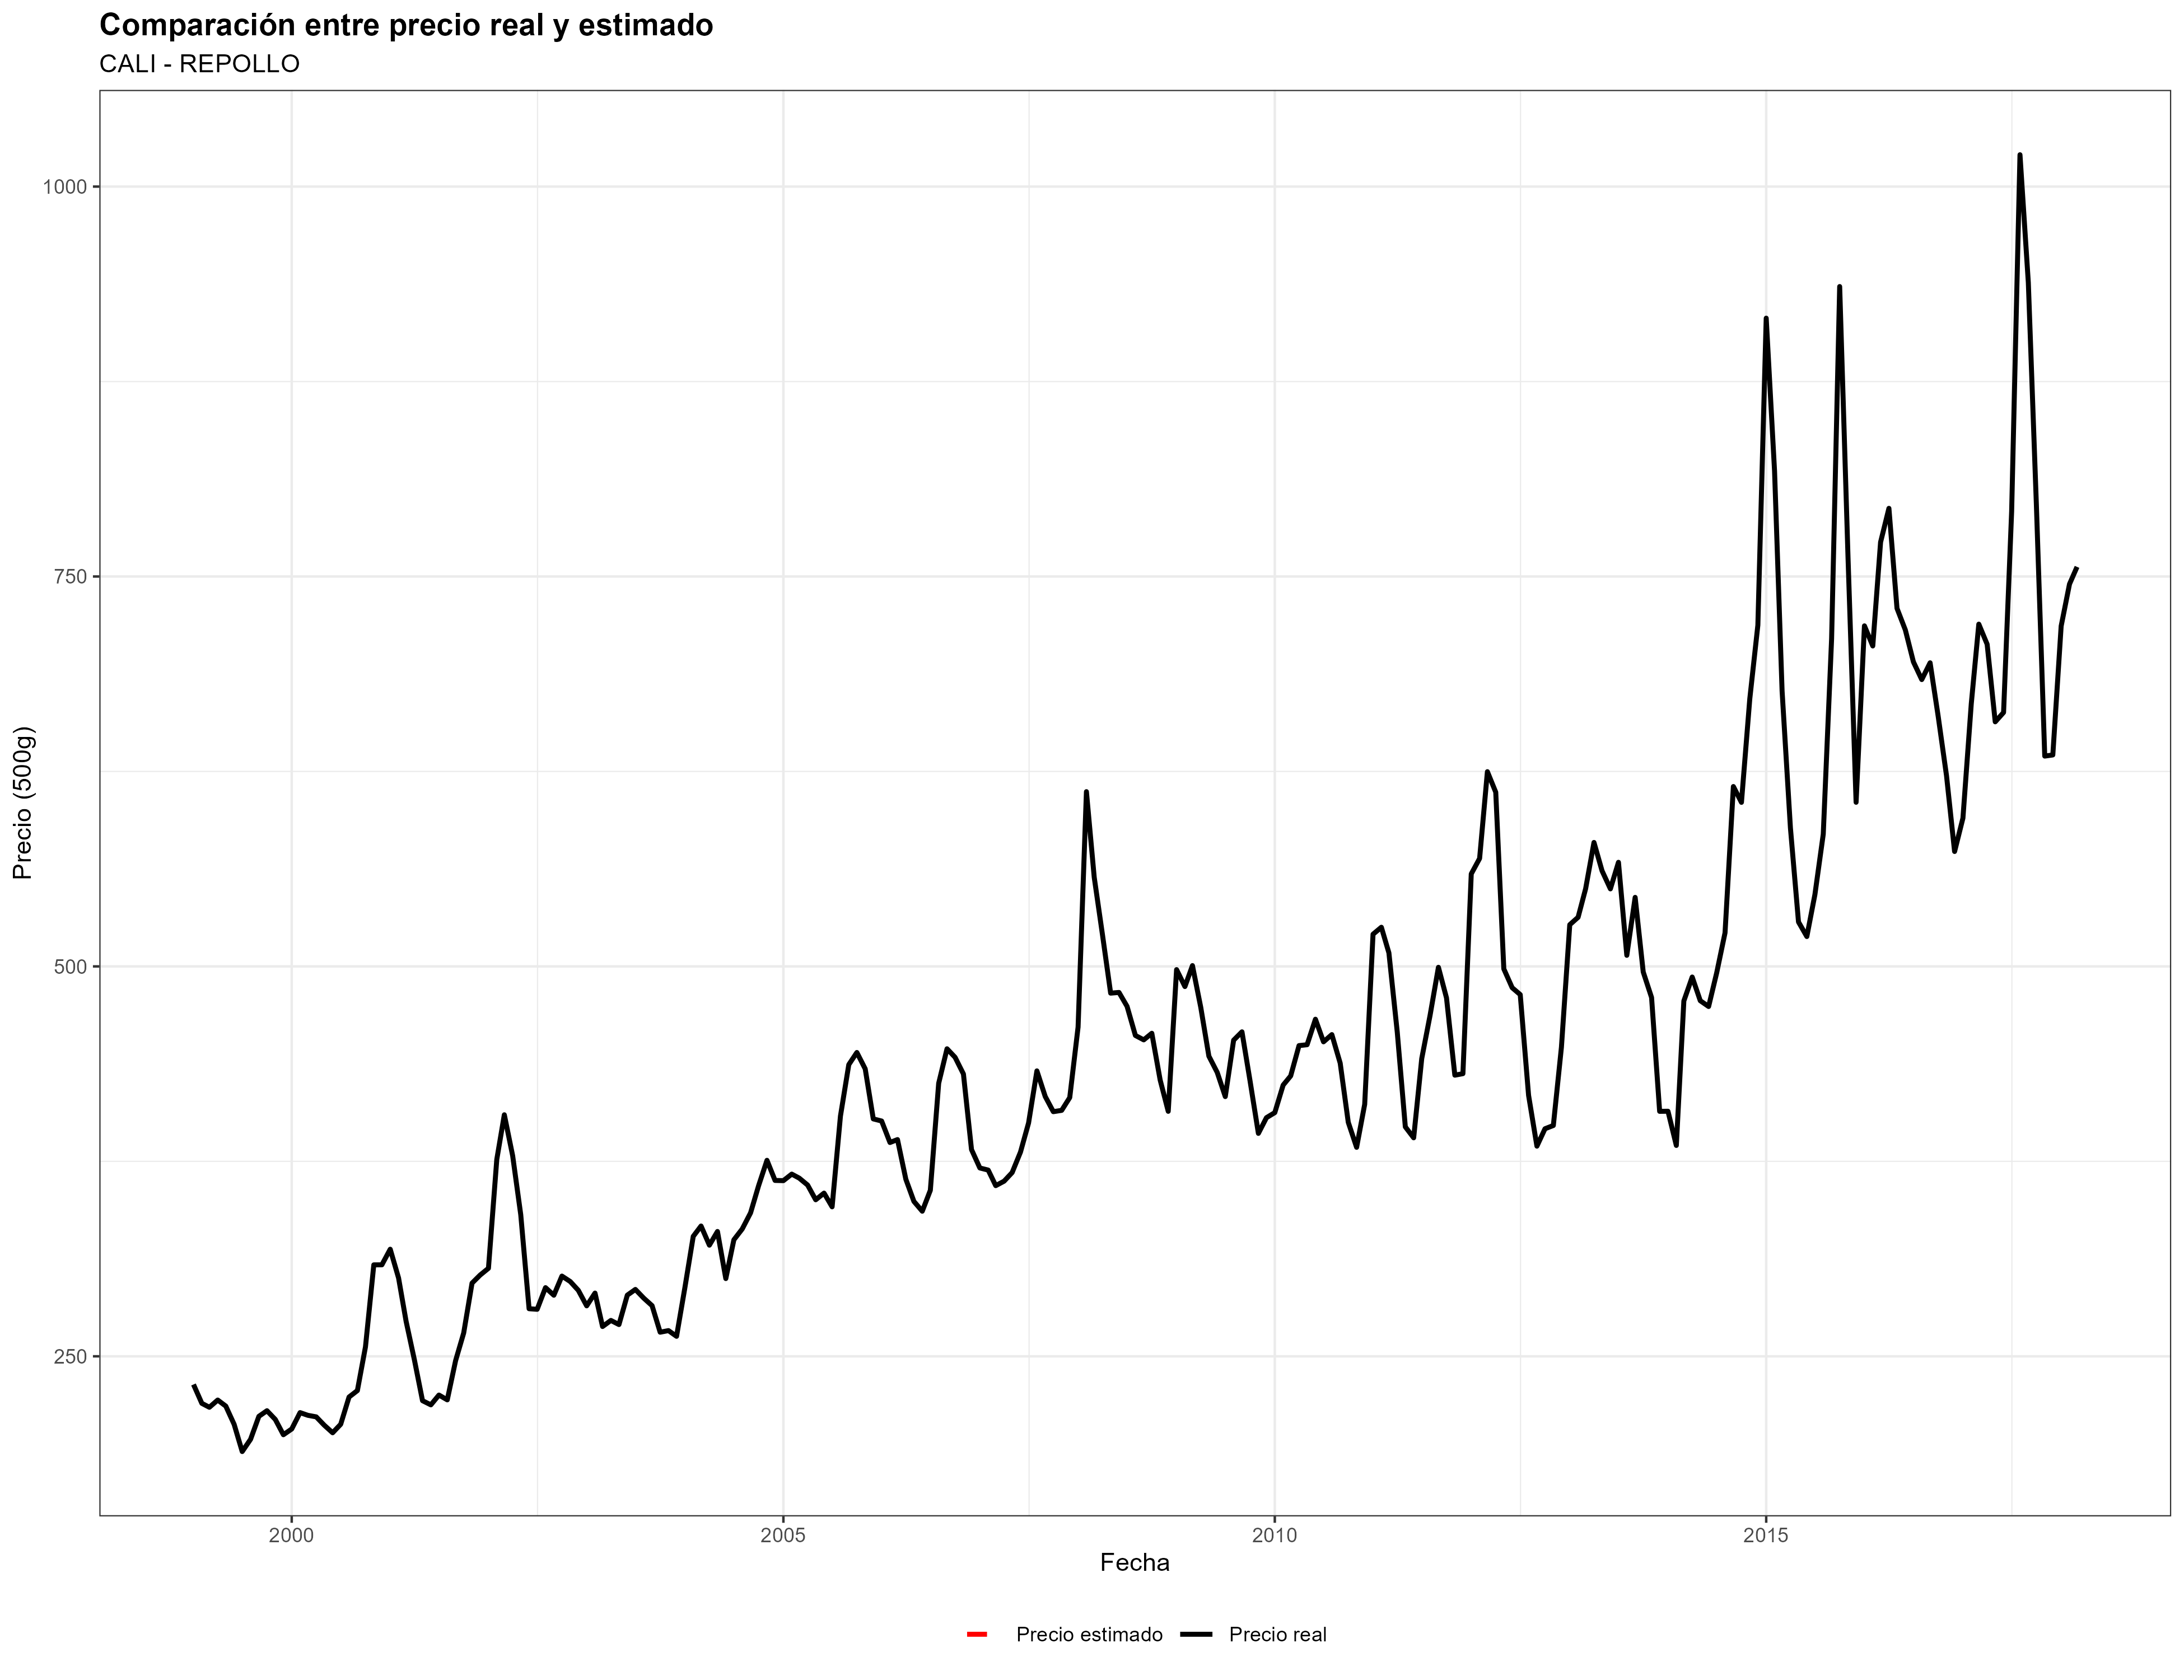 Comparación entre precio real y estimado
CALI - REPOLLO
1000
750
500
250
Precio (500g)
2000 2005 2010 2015
Fecha
Precio estimado Precio real